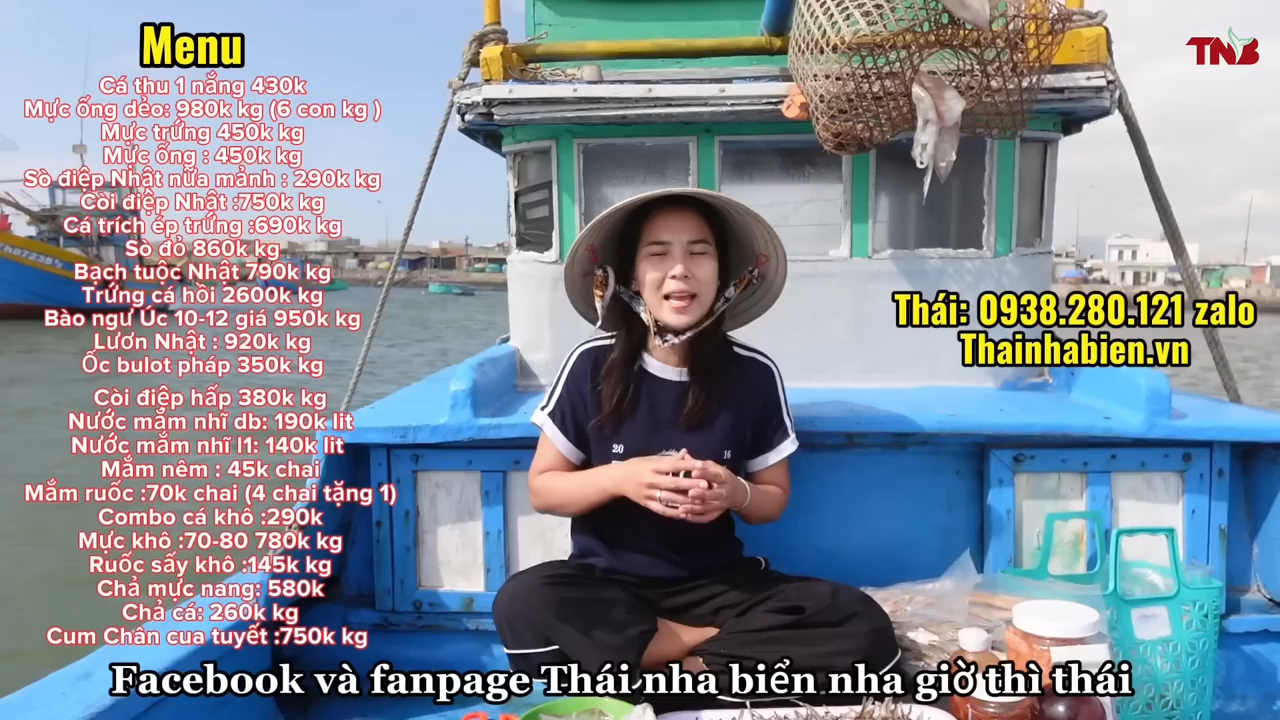 Menu
Cá thu 1 nắng 430k
Mực ống dẻo: 980k kg (6 con kg )
Mực trứng 450k kg
Mực ống : 450k kg
Sò điệp Nhật nữa mảnh : 290k kg
Còi điệp Nhật :750k kg
Cá trích ép trứng :690k kg
Sò đỏ 860k kg
Bạch tuộc Nhật 790k kg
Trứng cá hồi 2600k kg
Bào ngư Úc 10-12 giá 950k kg
Lươn Nhật : 920k kg
Ốc bulot pháp 350k kg
Còi điệp hấp 380k kg
Nước mắm nhĩ db: 190k lit
Nước mắm nhĩ l1: 140k lit
Mắm nêm : 45k chai
Mắm ruốc :70k chai (4 chai tặng 1)
Combo cá khô :290k
Mực khô :70-80 780k kg
Ruốc sấy khô :145k kg
Chả mực nang: 580k
Chả cá: 260k kg
Cum Chân cua tuyết :750k kg
TNB
Thái: 0938.280.121 zalo
Thainhabien.vn
20 16
Facebook và fanpage Thái nha biển nha giờ thì thái